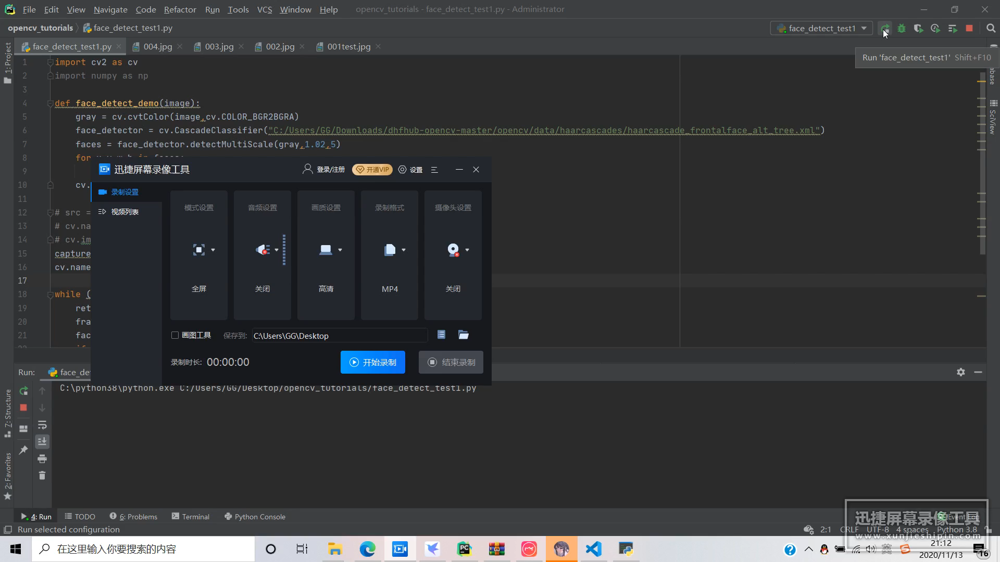 File Edit View Navigate Code Refactor Run Tools VCS Window Help opencv_tutorials - face_detect_test1.py - Administrator
opencv_tutorials face_detect_test1.py face_detect_test1
face_detect_test1.py 004.jpg 003.jpg 002.jpg 001test.jpg
Run 'face_detect_test1' Shift+F10
1: Project
abase
SciView
1 import cv2 as cv
2 import numpy as np
3
4 def face_detect_demo(image):
5 gray = cv.cvtColor(image,cv.COLOR_BGR2BGRA)
6 face_detector = cv.CascadeClassifier("C:/Users/GG/Downloads/dhfhub-opencv-master/opencv/data/haarcascades/haarcascade_frontalface_alt_tree.xml")
7 faces = face_detector.detectMultiScale(gray,1.02,5)
8 for
9
10 cv.
11
12 # src =
13 # cv.na
14 # cv.im
15 capture
16 cv.name
17
18 while (
19 ret
20 fra
21 fac
迅捷屏幕录像工具 登录/注册 开通VIP 设置
录制设置
视频列表
模式设置 音频设置 画质设置 录制格式 摄像头设置
全屏 关闭 高清 MP4 关闭
画图工具 保存到: C:\Users\GG\Desktop
录制时长: 00:00:00 开始录制 结束录制
Run: face_de
C:\python38\python.exe C:/Users/GG/Desktop/opencv_tutorials/face_detect_test1.py
7: Structure
2: Favorites
4: Run TODO 6: Problems Terminal Python Console Event Log
Run selected configuration 2:1 CRLF UTF-8 4 spaces Python 3.8
迅捷屏幕录像工具
www.xunjieshipin.com
在这里输入你要搜索的内容
英
21:12
2020/11/13
16